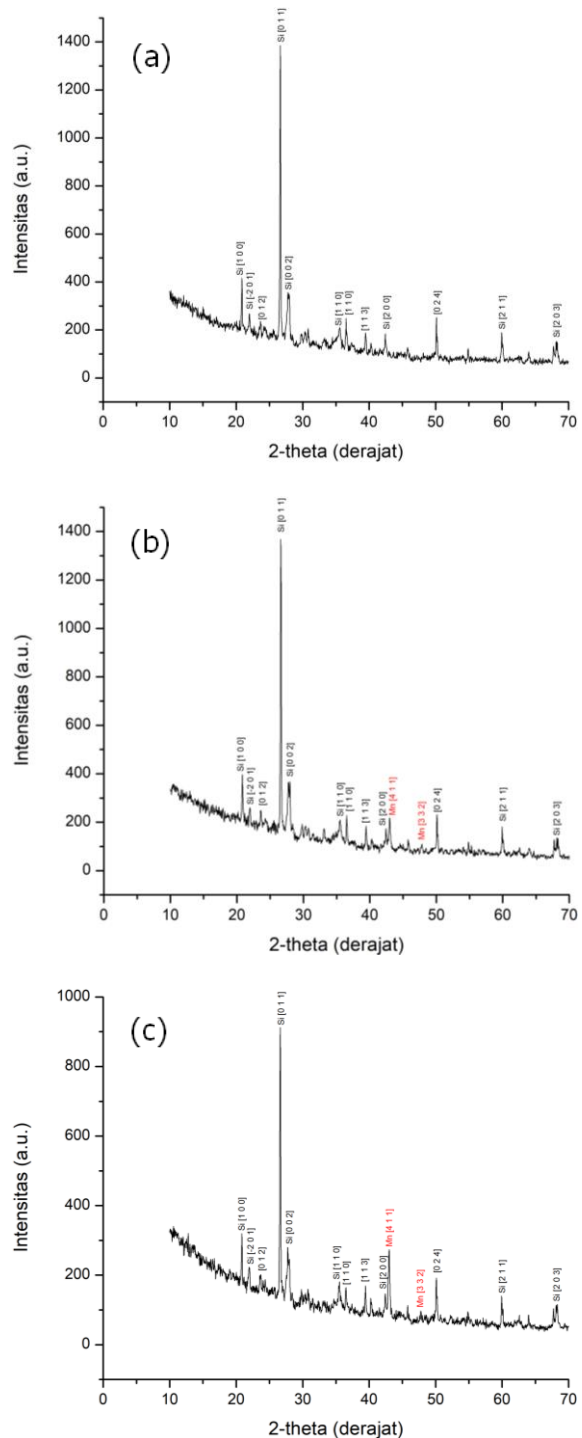 (a)
Intensitas (a.u.)
1400
1200
1000
800
600
400
200
0
Si [0 1 1]
Si [1 0 0]
Si [-2 0 1]
[0 1 2]
Si [0 0 2]
Si [1 1 0]
[1 1 0]
[1 1 3]
Si [2 0 0]
[0 2 4]
Si [2 1 1]
Si [2 0 3]
0 10 20 30 40 50 60 70
2-theta (derajat)
(b)
Intensitas (a.u.)
1400
1200
1000
800
600
400
200
0
Si [0 1 1]
Si [1 0 0]
Si [-2 0 1]
[0 1 2]
Si [0 0 2]
Si [1 1 0]
[1 1 0]
[1 1 3]
Si [2 0 0]
Mn [4 1 1]
Mn [3 3 2]
[0 2 4]
Si [2 1 1]
Si [2 0 3]
0 10 20 30 40 50 60 70
2-theta (derajat)
(c)
Intensitas (a.u.)
1000
800
600
400
200
0
Si [0 1 1]
Si [1 0 0]
Si [-2 0 1]
[0 1 2]
Si [0 0 2]
Si [1 1 0]
[1 1 0]
[1 1 3]
Si [2 0 0]
Mn [4 1 1]
Mn [3 3 2]
[0 2 4]
Si [2 1 1]
Si [2 0 3]
0 10 20 30 40 50 60 70
2-theta (derajat)